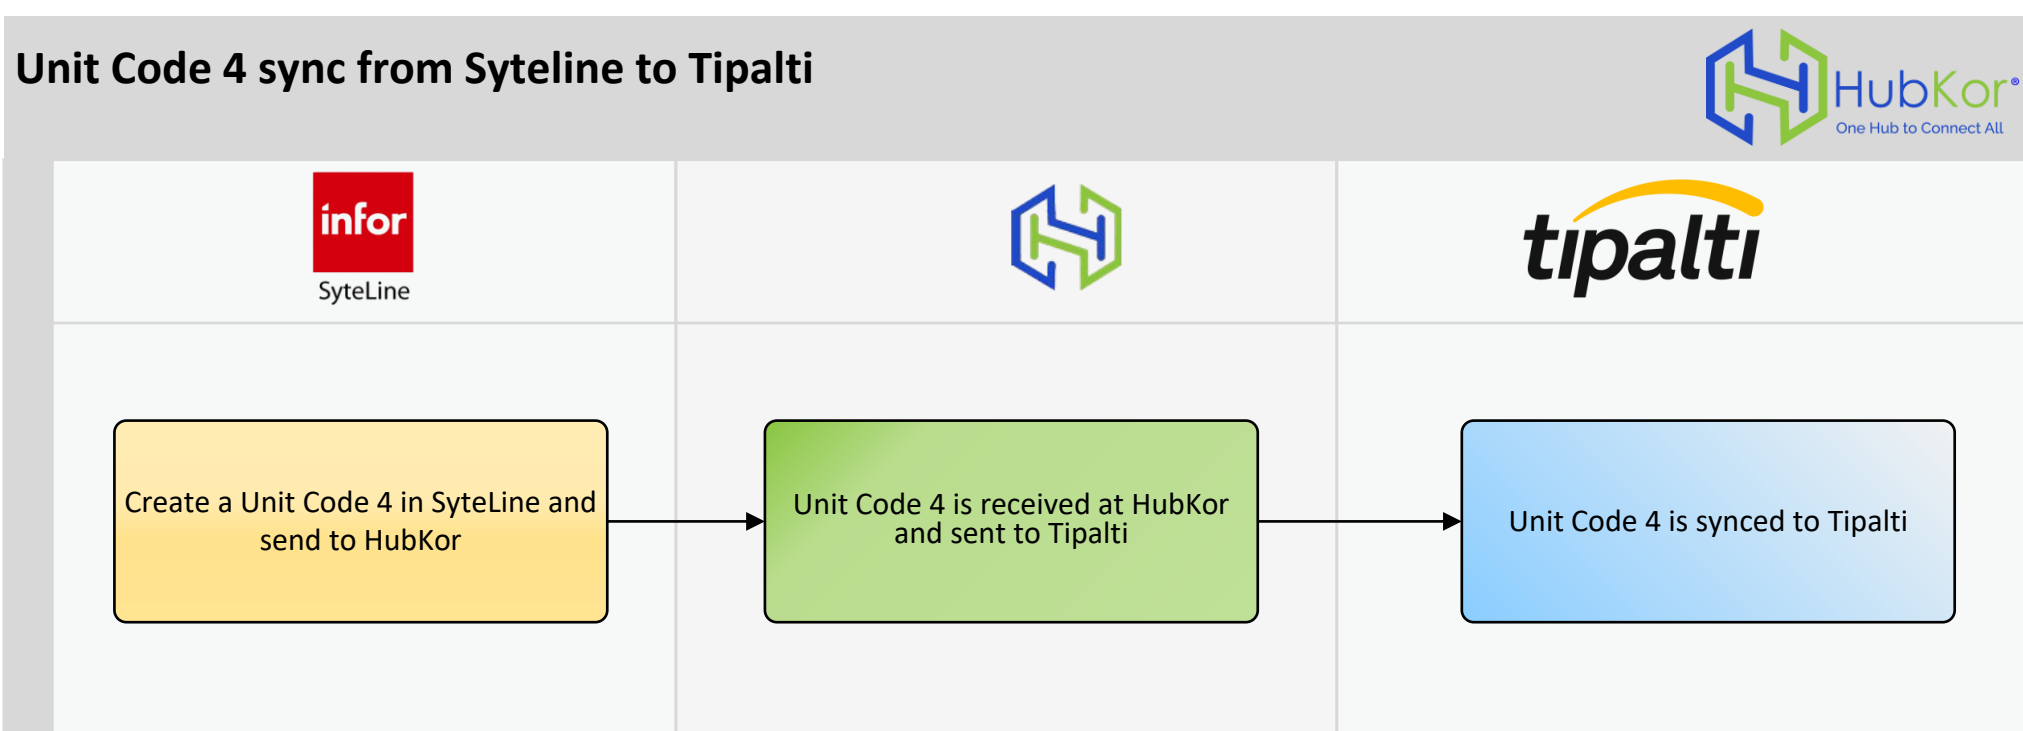 Unit Code 4 sync from Syteline to Tipalti
HubKor®
One Hub to Connect All
infor
SyteLine
tipalti
Create a Unit Code 4 in SyteLine and
send to HubKor
Unit Code 4 is received at HubKor
and sent to Tipalti
Unit Code 4 is synced to Tipalti